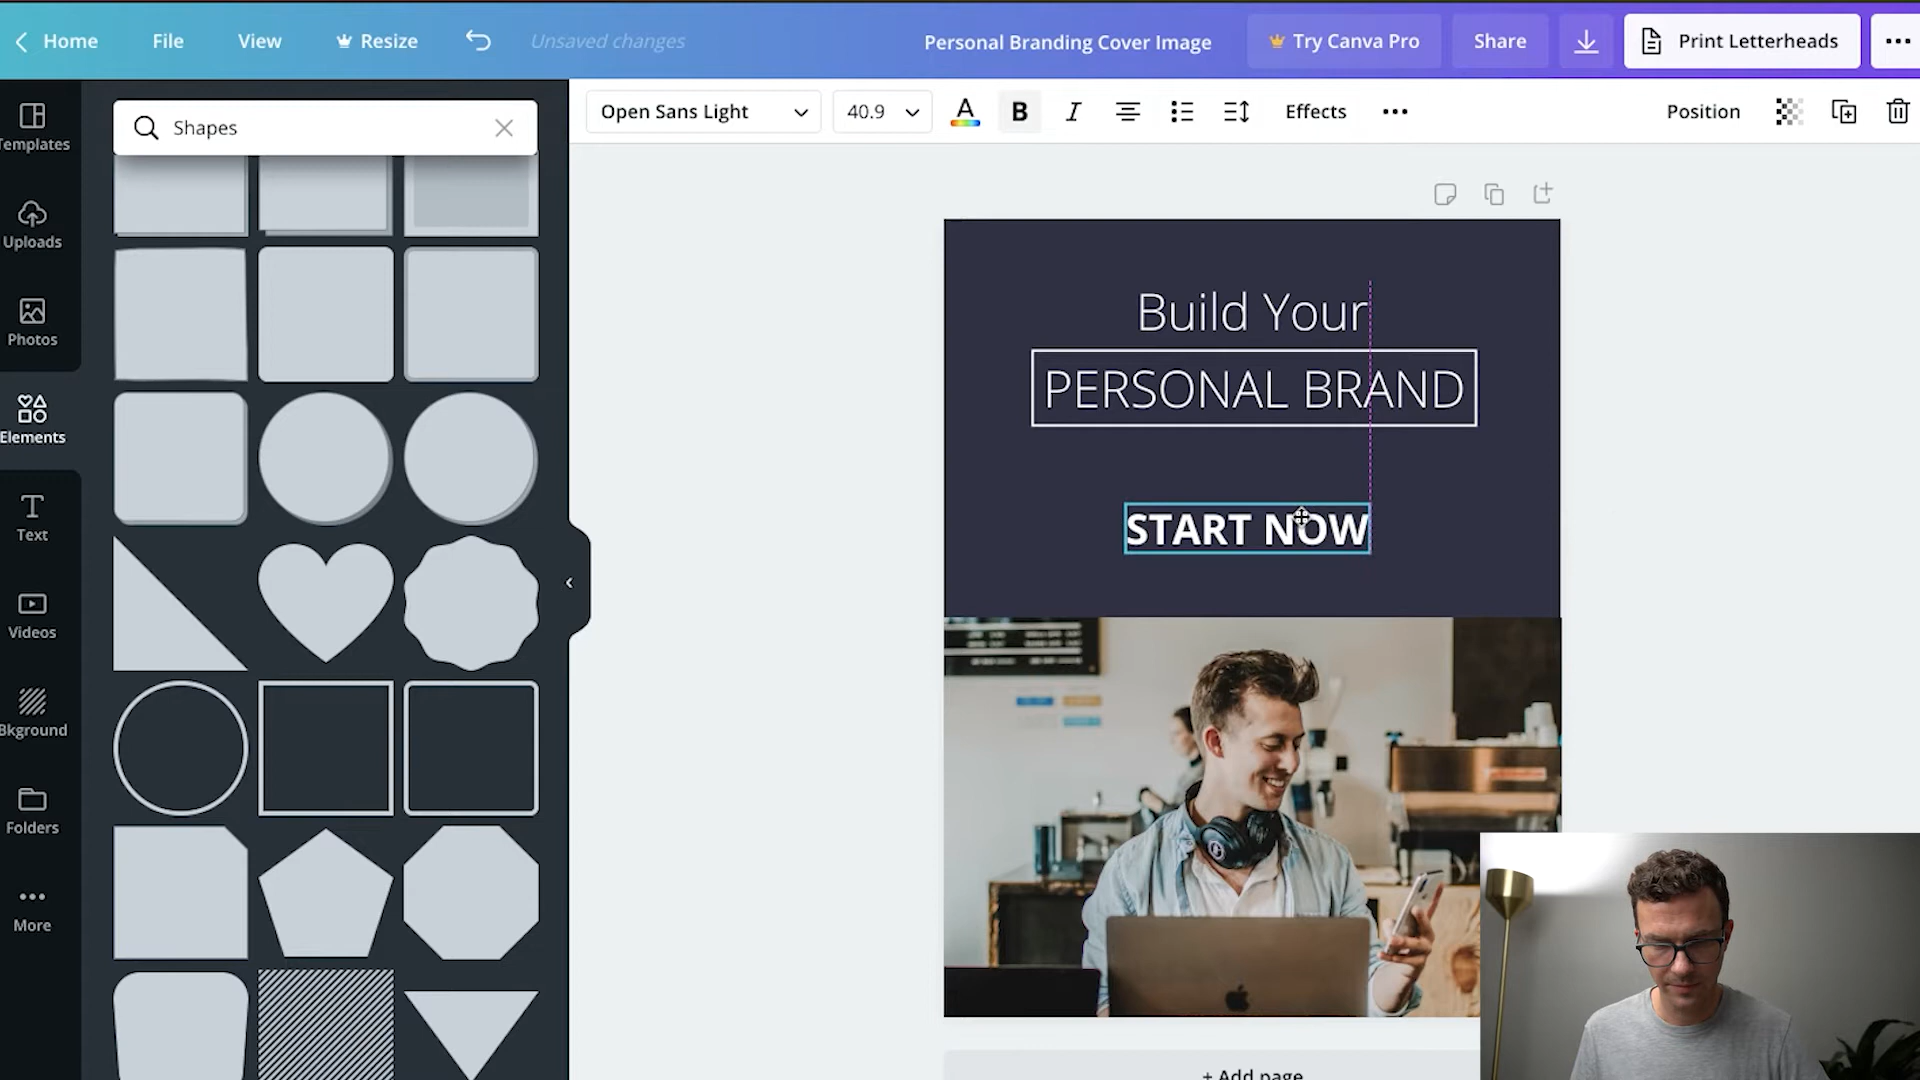 Home
File
View
Resize
Unsaved changes
Personal Branding Cover Image
Try Canva Pro
Share
Print Letterheads
Templates
Uploads
Photos
Elements
Text
Videos
Bkground
Folders
More
Shapes
Open Sans Light
40.9
A
B
I
Effects
Position
Build Your
PERSONAL BRAND
START NOW
+ Add page